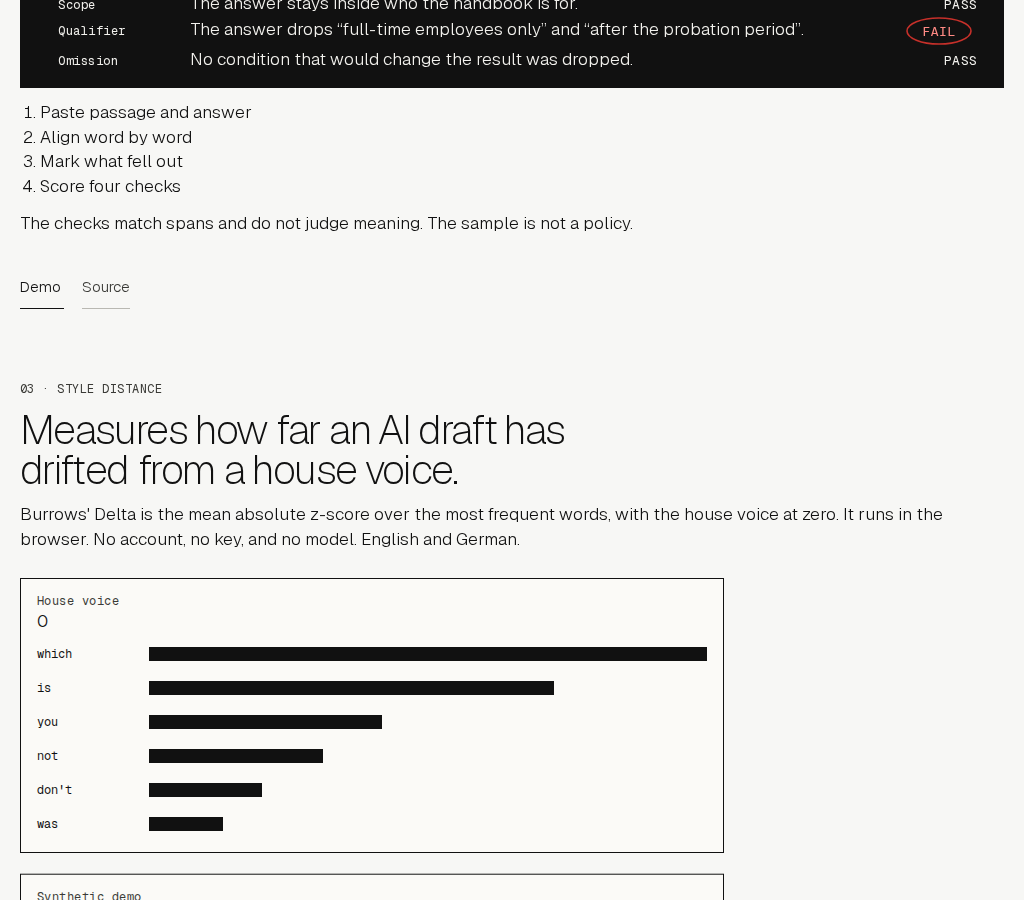 Scope The answer stays inside who the handbook is for. PASS
Qualifier The answer drops “full-time employees only” and “after the probation period”. FAIL
Omission No condition that would change the result was dropped. PASS
1. Paste passage and answer
2. Align word by word
3. Mark what fell out
4. Score four checks
The checks match spans and do not judge meaning. The sample is not a policy.
Demo Source
03 · STYLE DISTANCE
Measures how far an AI draft has
drifted from a house voice.
Burrows' Delta is the mean absolute z-score over the most frequent words, with the house voice at zero. It runs in the
browser. No account, no key, and no model. English and German.
House voice
0
which
is
you
not
don't
was
Synthetic demo